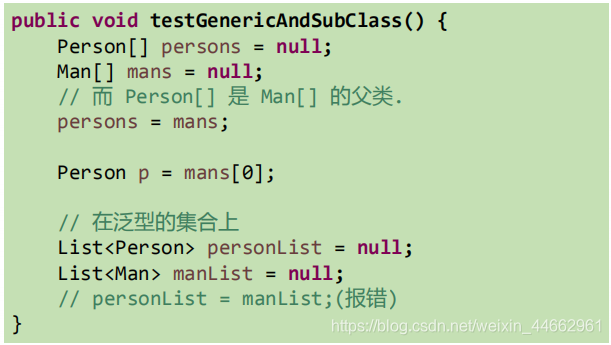 public void testGenericAndSubClass() {
Person[] persons = null;
Man[] mans = null;
// 而 Person[] 是 Man[] 的父类.
persons = mans;
Person p = mans[0];
// 在泛型的集合上
List<Person> personList = null;
List<Man> manList = null;
// personList = manList;(报错)
}
https://blog.csdn.net/weixin_44662961